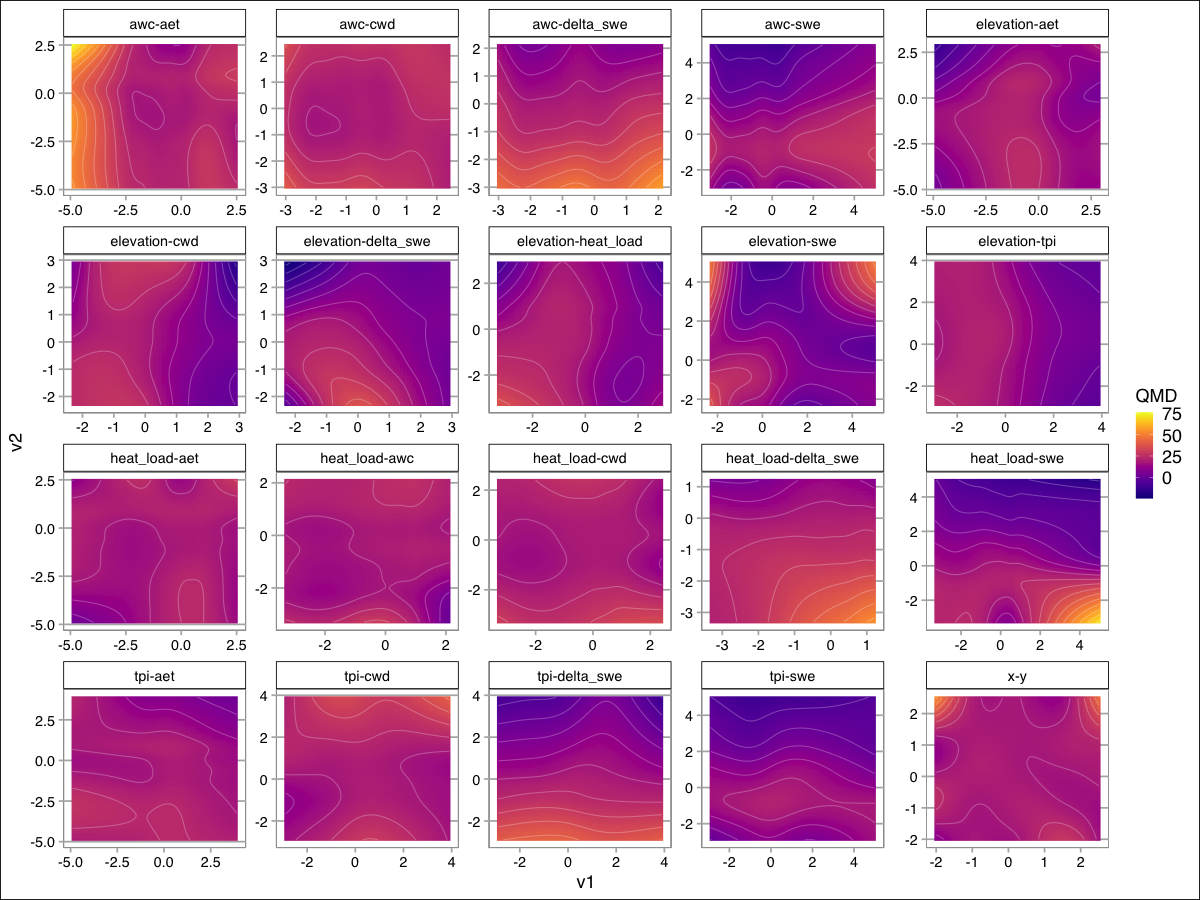 awc-aet awc-cwd awc-delta_swe awc-swe elevation-aet
2.5 0.0 -2.5 -5.0
2 1 0 -1 -2 -3
2 1 0 -1 -2 -3
4 2 0 -2
2.5 0.0 -2.5 -5.0
-5.0 -2.5 0.0 2.5
-3 -2 -1 0 1 2
-3 -2 -1 0 1 2
-2 0 2 4
-5.0 -2.5 0.0 2.5
elevation-cwd elevation-delta_swe elevation-heat_load elevation-swe elevation-tpi
3 2 1 0 -1 -2
3 2 1 0 -1 -2
2 0 -2
4 2 0 -2
4 2 0 -2
-2 -1 0 1 2 3
-2 -1 0 1 2 3
-2 0 2
-2 0 2 4
-2 0 2 4
v2
QMD
75
50
25
0
heat_load-aet heat_load-awc heat_load-cwd heat_load-delta_swe heat_load-swe
2.5 0.0 -2.5 -5.0
2 0 -2
2 0 -2
1 0 -1 -2 -3
4 2 0 -2
-5.0 -2.5 0.0 2.5
-2 0 2
-2 0 2
-3 -2 -1 0 1
-2 0 2 4
tpi-aet tpi-cwd tpi-delta_swe tpi-swe x-y
2.5 0.0 -2.5 -5.0
4 2 0 -2
4 2 0 -2
4 2 0 -2
2 1 0 -1 -2
-5.0 -2.5 0.0 2.5
-2 0 2 4
-2 0 2 4
-2 0 2 4
-2 -1 0 1 2
v1